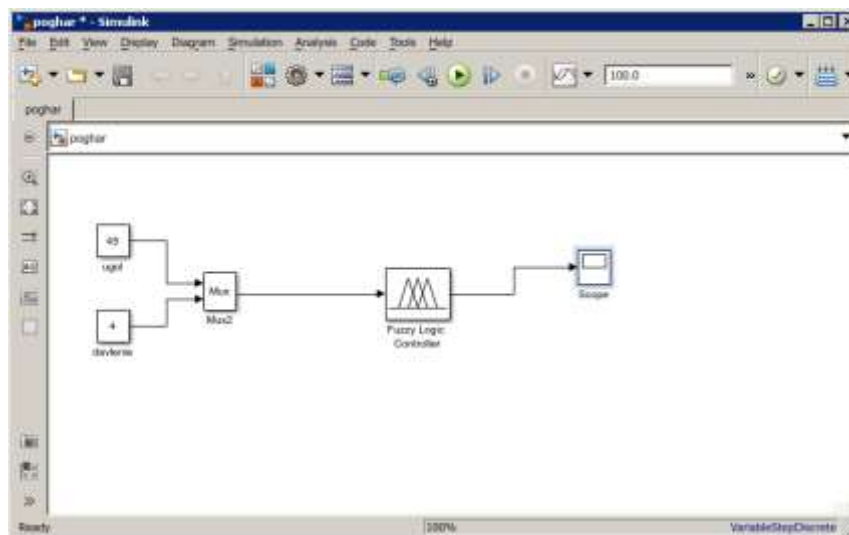 poghar * - Simulink
File Edit View Display Diagram Simulation Analysis Code Tools Help
100.0
»
poghar
poghar
45
ugol
4
davlenie
Mux
Mux2
Fuzzy Logic
Controller
Scope
»
Ready
100%
VariableStepDiscrete